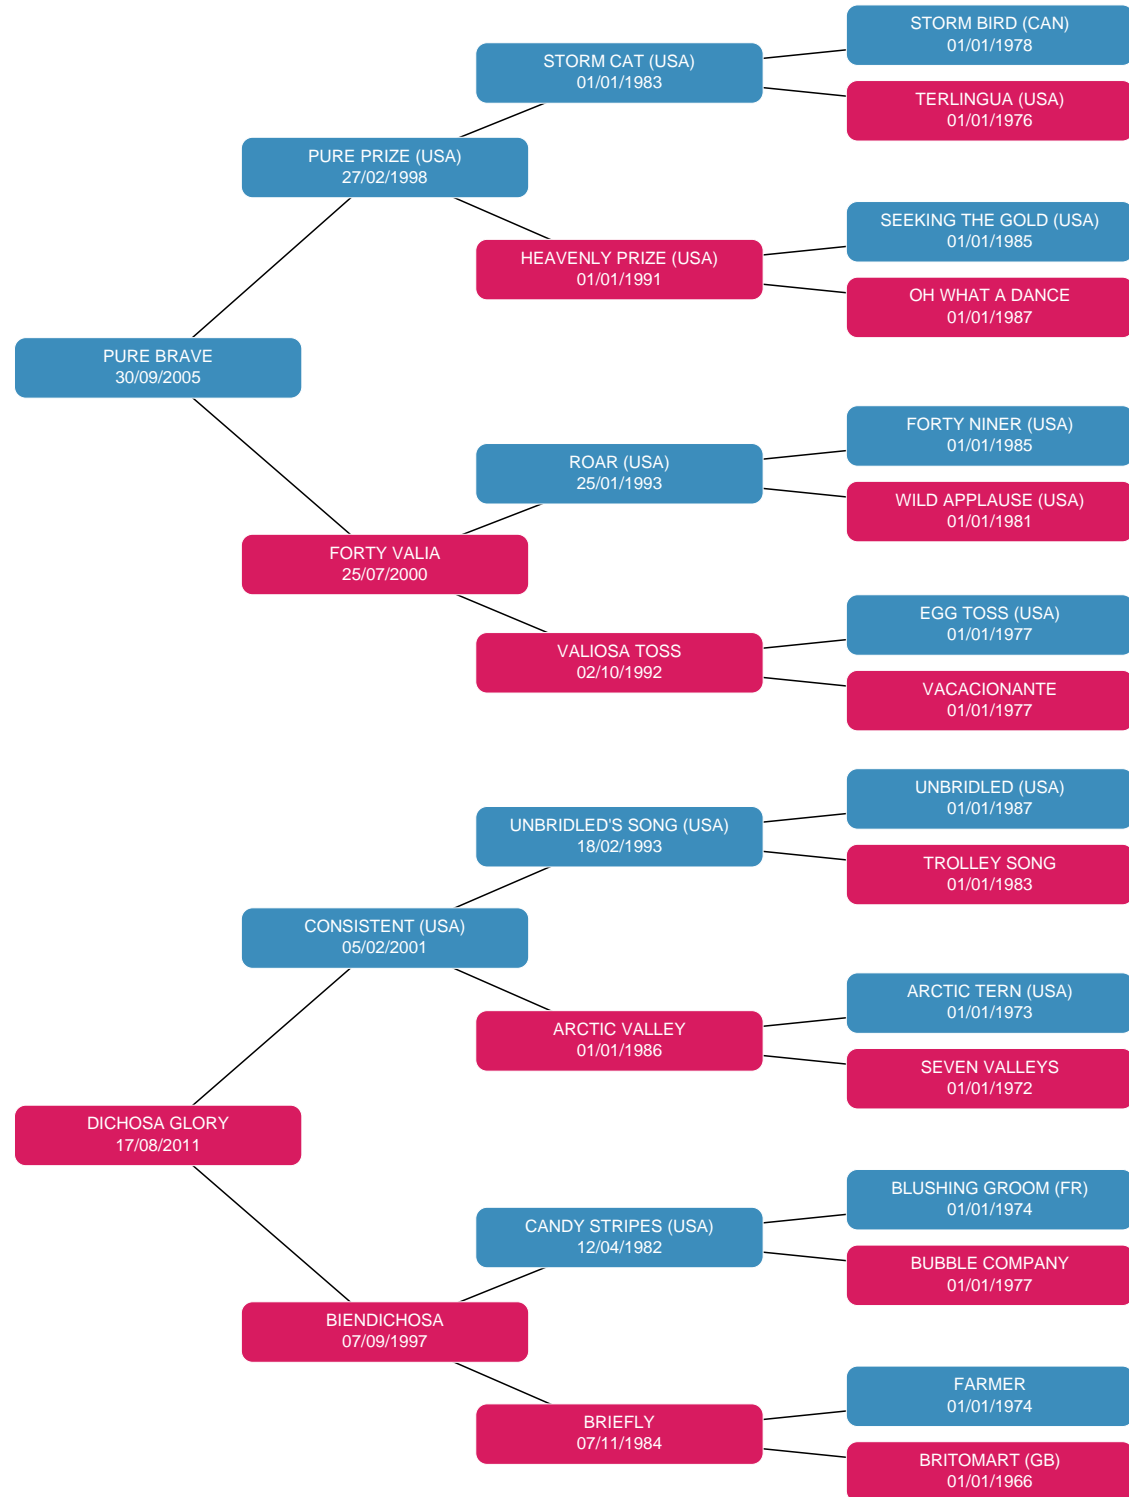 STORM BIRD (CAN)
01/01/1978
STORM CAT (USA)
01/01/1983
TERLINGUA (USA)
01/01/1976
PURE PRIZE (USA)
27/02/1998
SEEKING THE GOLD (USA)
01/01/1985
HEAVENLY PRIZE (USA)
01/01/1991
OH WHAT A DANCE
01/01/1987
PURE BRAVE
30/09/2005
FORTY NINER (USA)
01/01/1985
ROAR (USA)
25/01/1993
WILD APPLAUSE (USA)
01/01/1981
FORTY VALIA
25/07/2000
EGG TOSS (USA)
01/01/1977
VALIOSA TOSS
02/10/1992
VACACIONANTE
01/01/1977
UNBRIDLED (USA)
01/01/1987
UNBRIDLED'S SONG (USA)
18/02/1993
TROLLEY SONG
01/01/1983
CONSISTENT (USA)
05/02/2001
ARCTIC TERN (USA)
01/01/1973
ARCTIC VALLEY
01/01/1986
SEVEN VALLEYS
01/01/1972
DICHOSA GLORY
17/08/2011
BLUSHING GROOM (FR)
01/01/1974
CANDY STRIPES (USA)
12/04/1982
BUBBLE COMPANY
01/01/1977
BIENDICHOSA
07/09/1997
FARMER
01/01/1974
BRIEFLY
07/11/1984
BRITOMART (GB)
01/01/1966